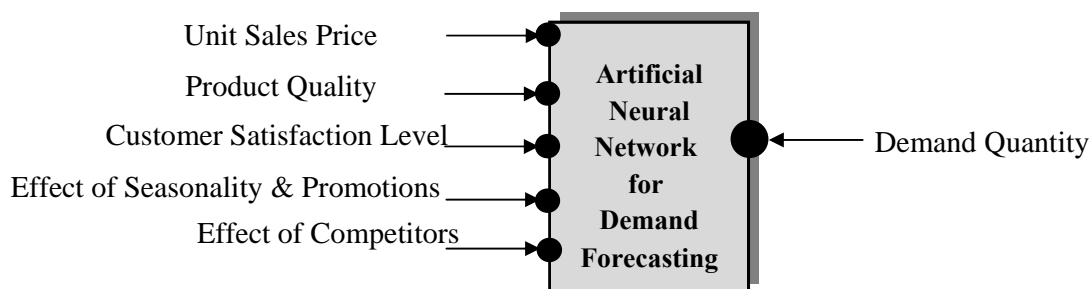 Unit Sales Price
Product Quality
Customer Satisfaction Level
Effect of Seasonality & Promotions
Effect of Competitors
Artificial
Neural
Network
for
Demand
Forecasting
Demand Quantity